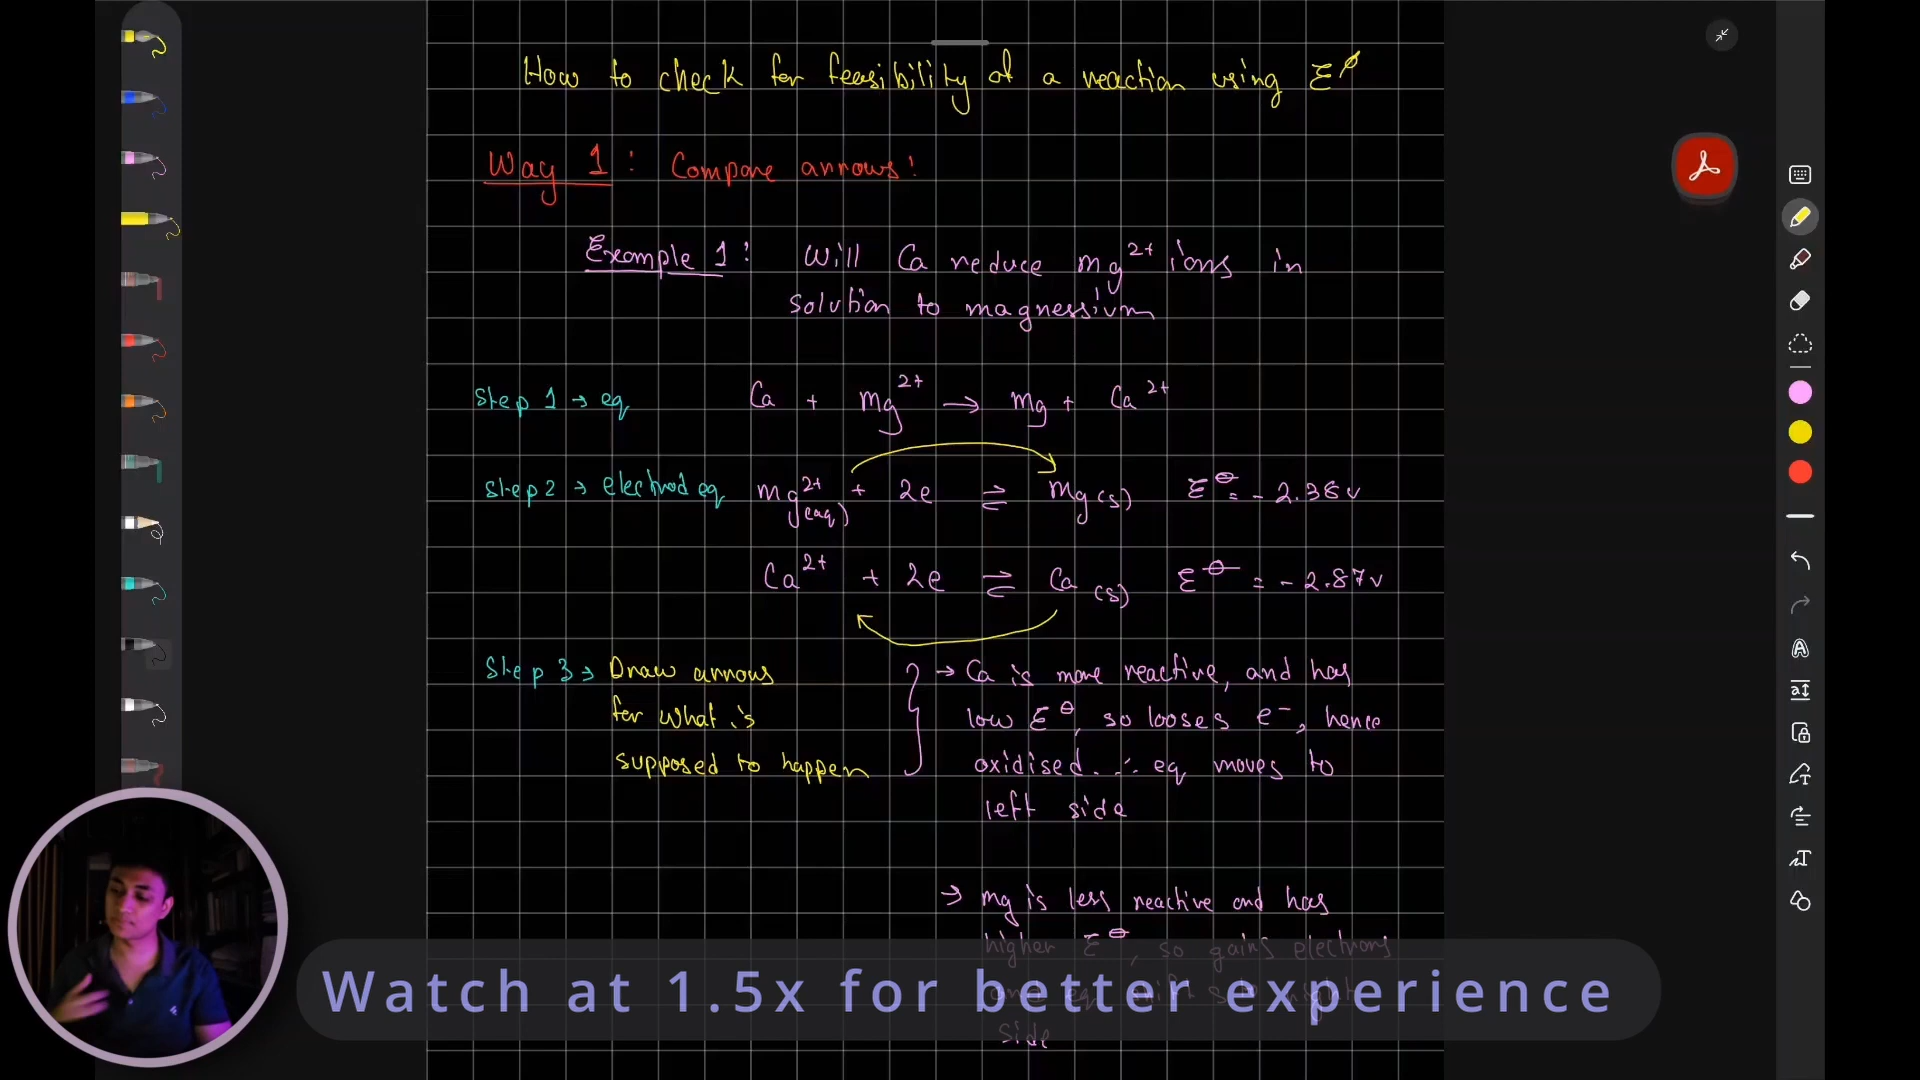 How to check for feasibility of a reaction using E⦵
Way 1: Compare arrows!
Example 1: Will Ca reduce Mg²⁺ ions in
solution to magnessium
Step 1 → eq Ca + Mg²⁺ → Mg + Ca²⁺
Step 2 → electrod eq Mg²⁺(aq) + 2e ⇌ Mg(s) E⦵ = - 2.38v
Ca²⁺ + 2e ⇌ Ca(s) E⦵ = - 2.87v
Step 3 → Draw arrows
for what is
supposed to happen
→ Ca is more reactive, and has
low E⦵, so looses e⁻, hence
oxidised. ∴ eq moves to
left side
→ Mg is less reactive and has
higher E⦵, so gains electrons
side
Watch at 1.5x for better experience